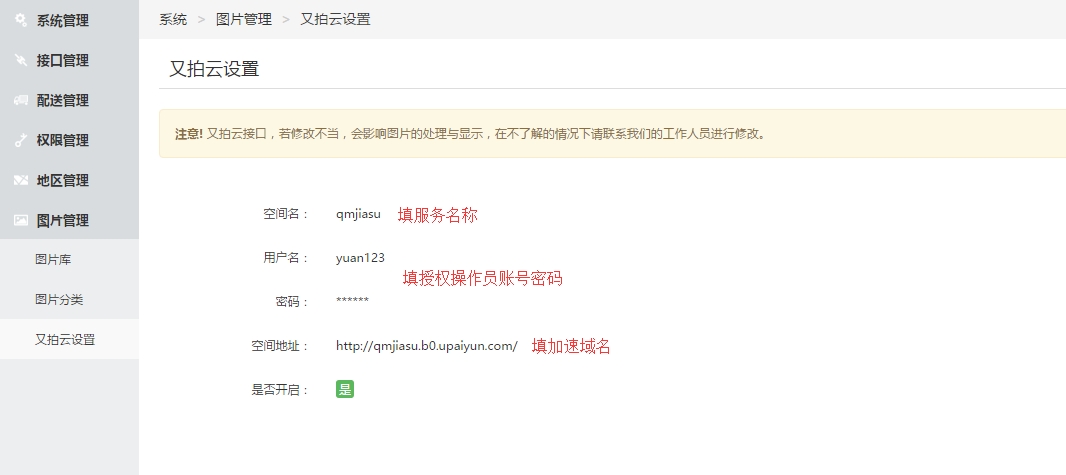 系统管理
接口管理
配送管理
权限管理
地区管理
图片管理
图片库
图片分类
又拍云设置
系统 > 图片管理 > 又拍云设置
又拍云设置
注意! 又拍云接口，若修改不当，会影响图片的处理与显示，在不了解的情况下请联系我们的工作人员进行修改。
空间名： qmjiasu 填服务名称
用户名： yuan123
填授权操作员账号密码
密码： ******
空间地址： http://qmjiasu.b0.upaiyun.com/ 填加速域名
是否开启： 是